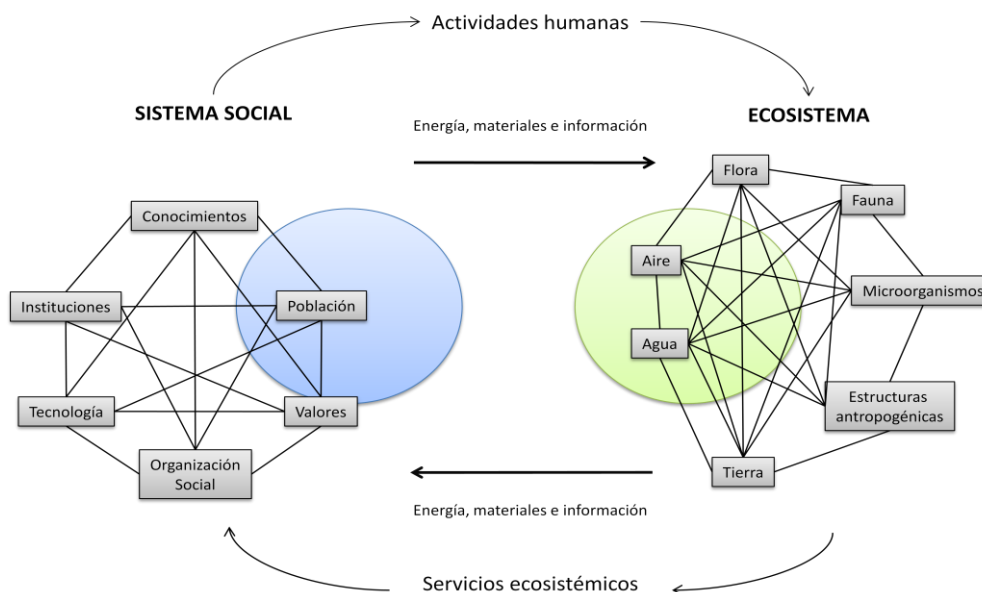 Actividades humanas
SISTEMA SOCIAL
ECOSISTEMA
Energía, materiales e información
Flora
Fauna
Conocimientos
Aire
Instituciones
Población
Microorganismos
Agua
Tecnología
Valores
Estructuras
antropogénicas
Organización
Social
Tierra
Energía, materiales e información
Servicios ecosistémicos